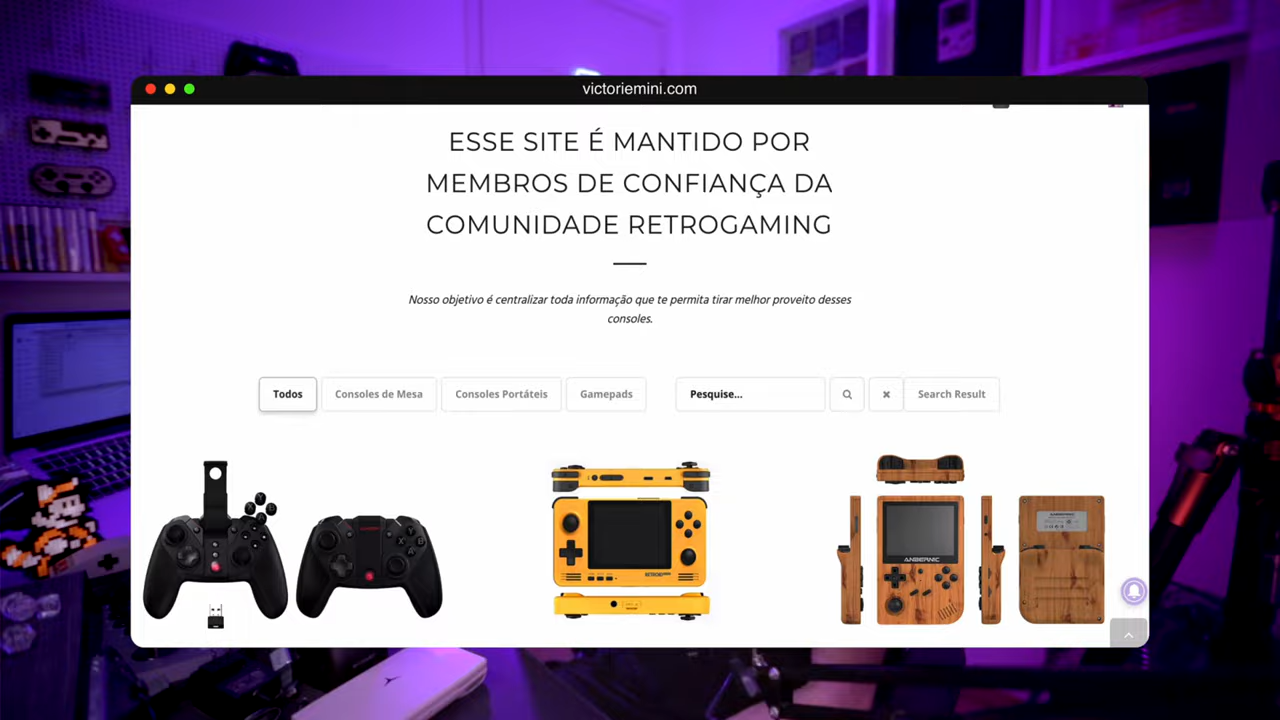 victoriemini.com
ESSE SITE É MANTIDO POR
MEMBROS DE CONFIANÇA DA
COMUNIDADE RETROGAMING
Nosso objetivo é centralizar toda informação que te permita tirar melhor proveito desses
consoles.
Todos
Consoles de Mesa
Consoles Portáteis
Gamepads
Pesquise...
Search Result
ANBERNIC